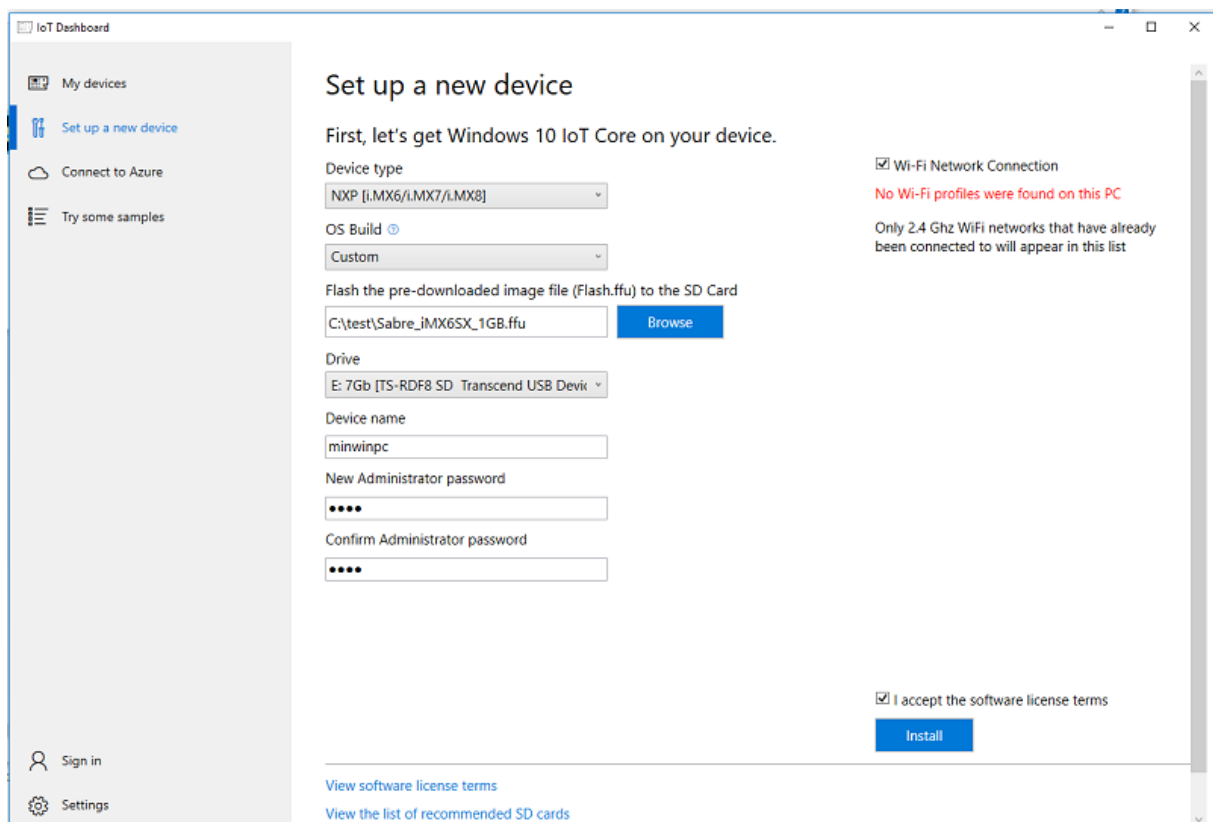 IoT Dashboard
My devices
Set up a new device
Connect to Azure
Try some samples
Sign in
Settings
Set up a new device
First, let's get Windows 10 IoT Core on your device.
Device type
NXP [i.MX6/i.MX7/i.MX8]
OS Build
Custom
Flash the pre-downloaded image file (Flash.ffu) to the SD Card
C:\test\Sabre_iMX6SX_1GB.ffu
Browse
Drive
E: 7Gb [TS-RDF8 SD  Transcend USB Devic
Device name
minwinpc
New Administrator password
••••
Confirm Administrator password
••••
Wi-Fi Network Connection
No Wi-Fi profiles were found on this PC
Only 2.4 Ghz WiFi networks that have already
been connected to will appear in this list
I accept the software license terms
Install
View software license terms
View the list of recommended SD cards